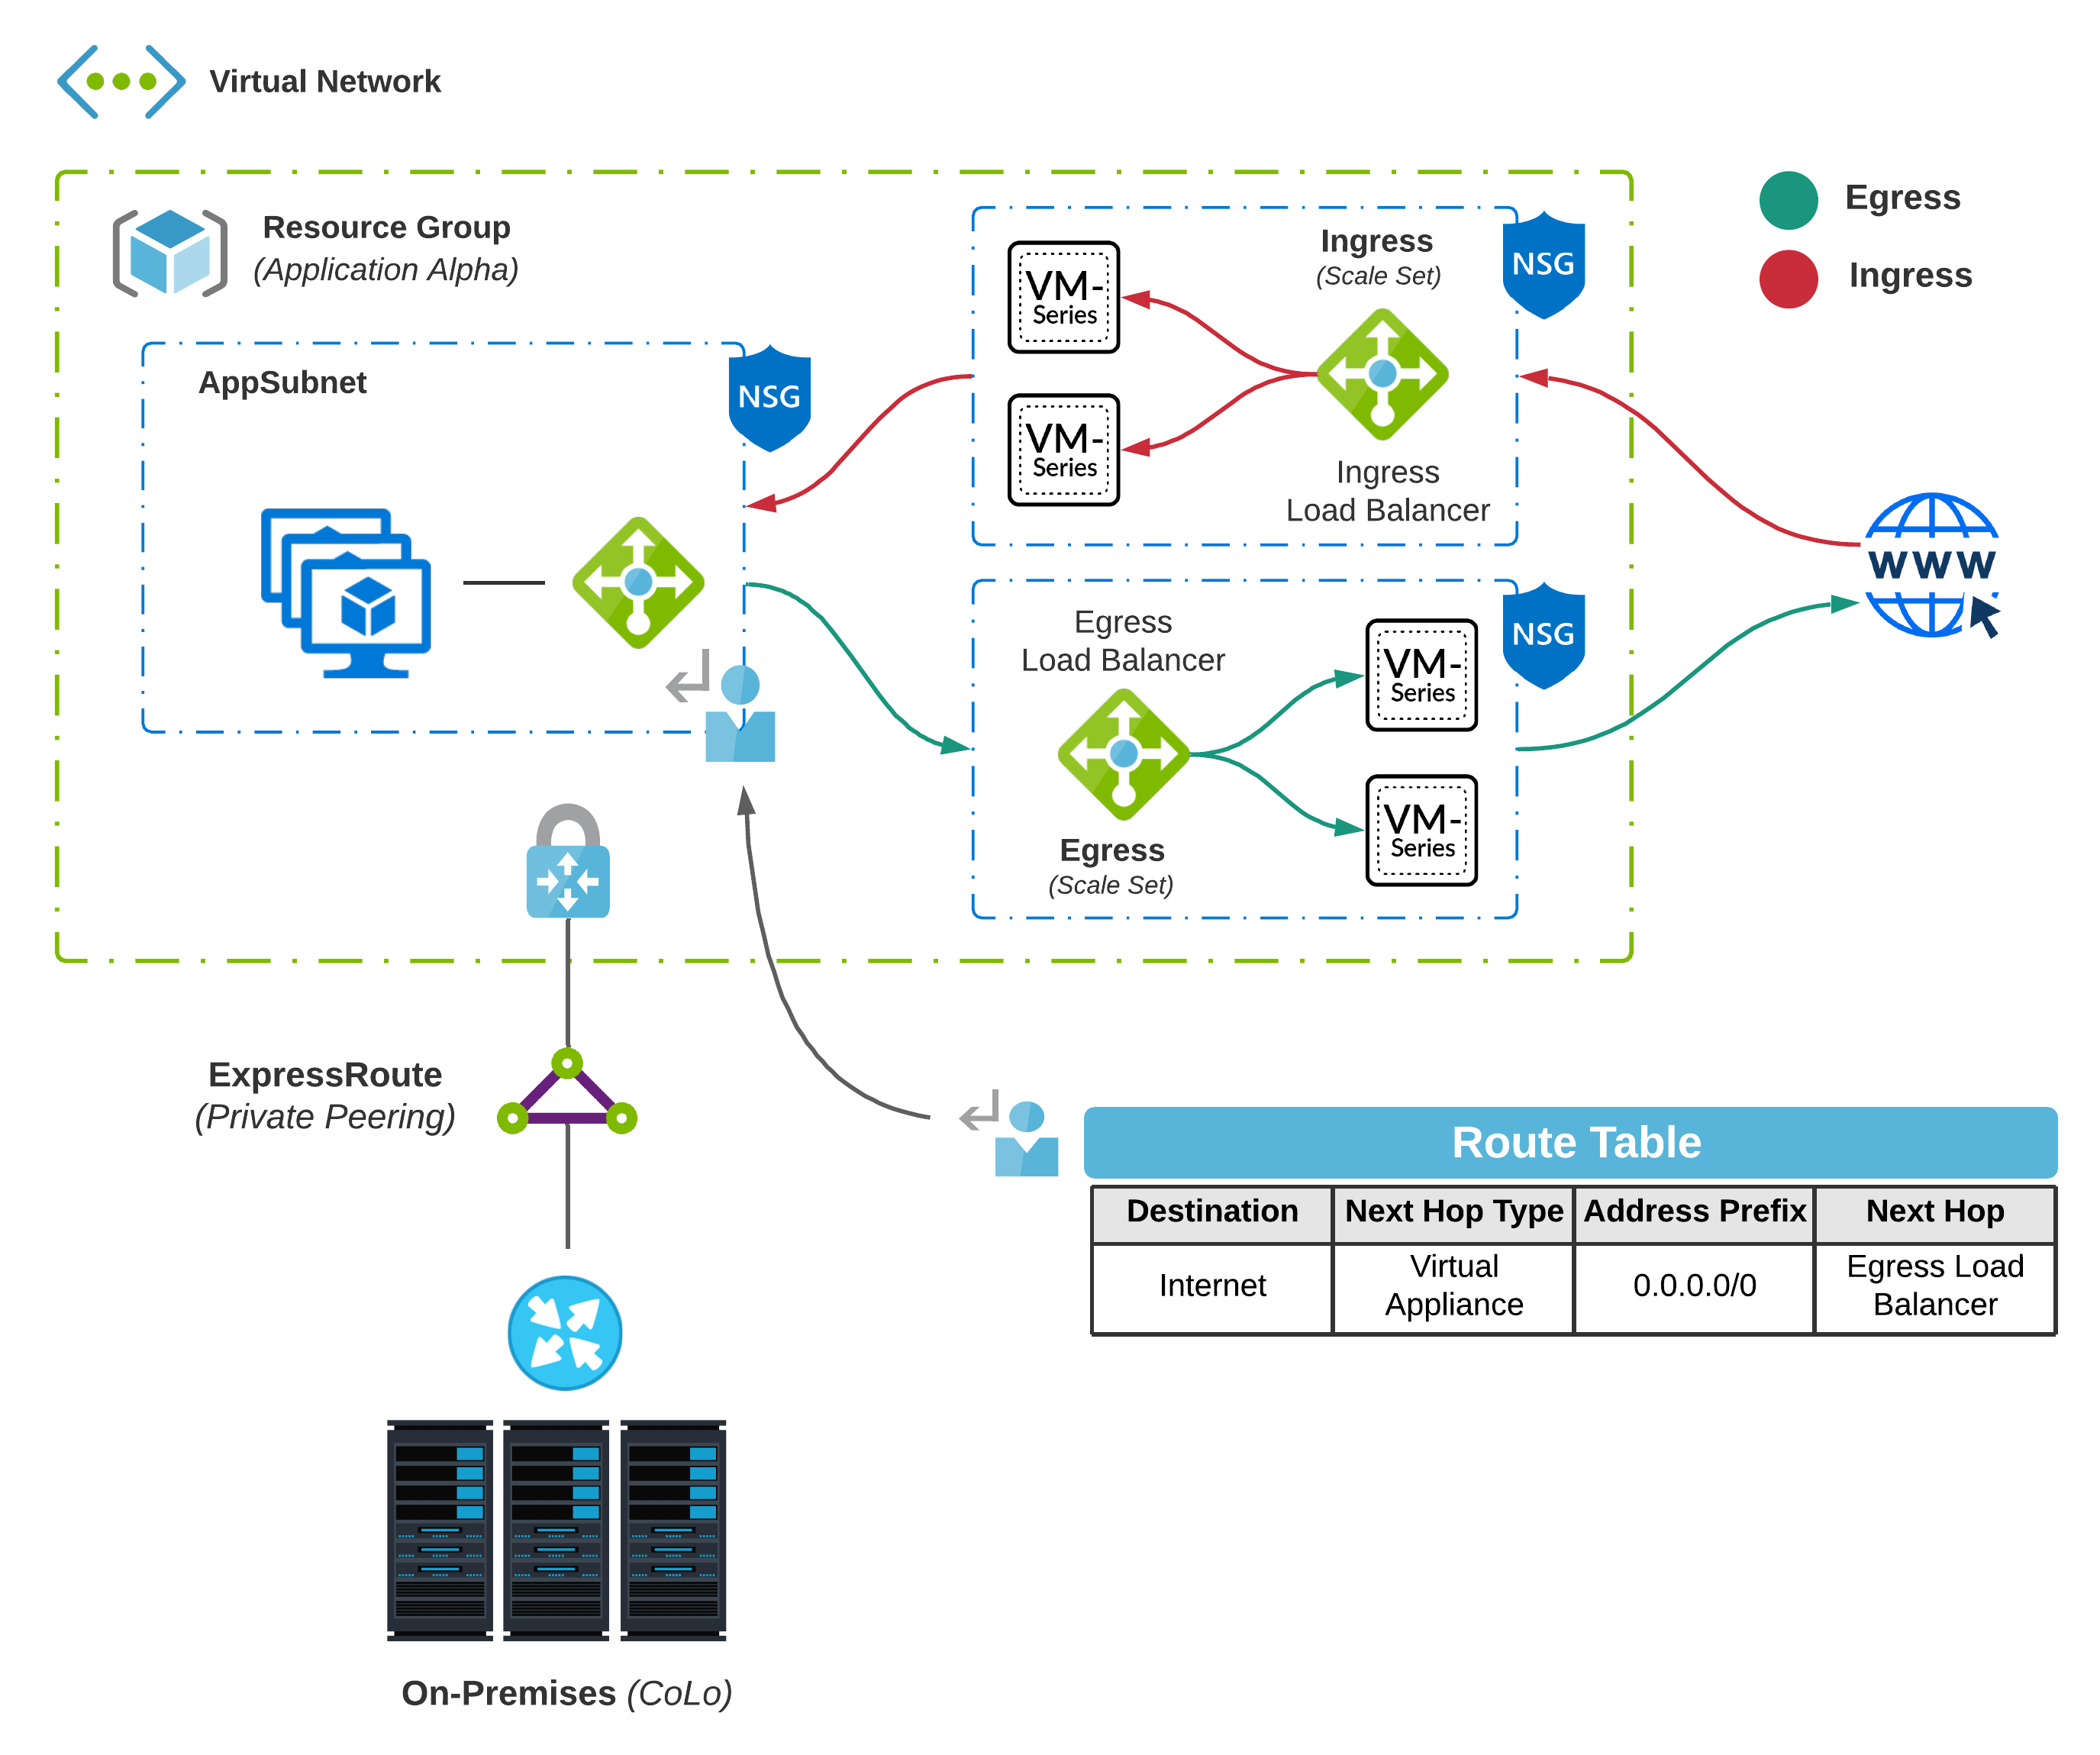 Virtual Network
Resource Group
(Application Alpha)
AppSubnet
NSG
VM-
Series
VM-
Series
Ingress
(Scale Set)
Ingress
Load Balancer
NSG
Egress
Ingress
Egress
Load Balancer
Egress
(Scale Set)
VM-
Series
VM-
Series
NSG
WWW
ExpressRoute
(Private Peering)
Route Table
Destination Next Hop Type Address Prefix Next Hop
Internet Virtual Appliance 0.0.0.0/0 Egress Load Balancer
On-Premises (CoLo)